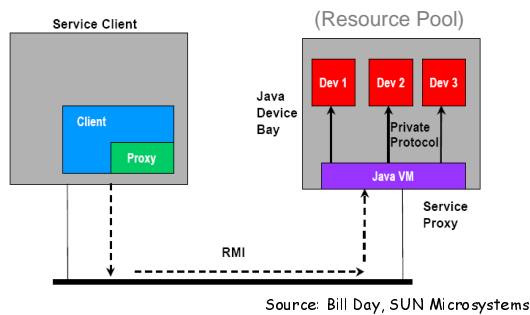 Service Client
(Resource Pool)
Client
Proxy
Java
Device
Bay
Dev 1
Dev 2
Dev 3
Private
Protocol
Java VM
Service
Proxy
RMI
Source: Bill Day, SUN Microsystems